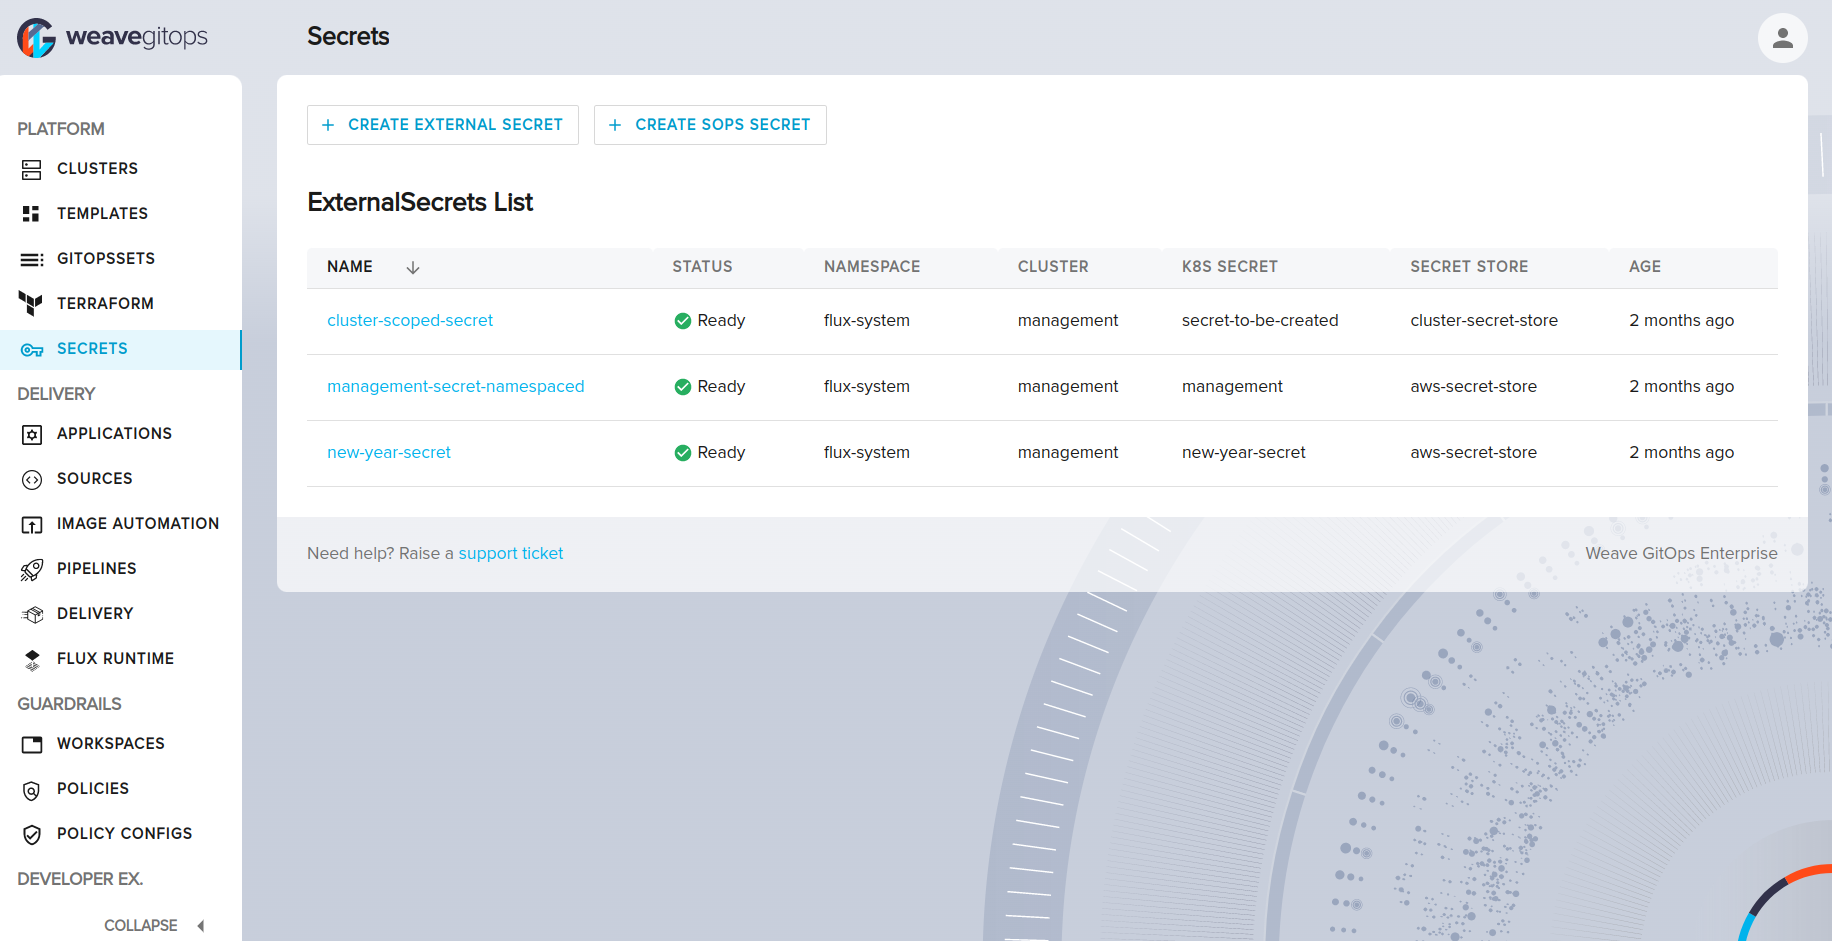 weavegitops
Secrets
PLATFORM
CLUSTERS
TEMPLATES
GITOPSSETS
TERRAFORM
SECRETS
DELIVERY
APPLICATIONS
SOURCES
IMAGE AUTOMATION
PIPELINES
DELIVERY
FLUX RUNTIME
GUARDRAILS
WORKSPACES
POLICIES
POLICY CONFIGS
DEVELOPER EX.
COLLAPSE
+ CREATE EXTERNAL SECRET + CREATE SOPS SECRET
ExternalSecrets List
NAME STATUS NAMESPACE CLUSTER K8S SECRET SECRET STORE AGE
cluster-scoped-secret Ready flux-system management secret-to-be-created cluster-secret-store 2 months ago
management-secret-namespaced Ready flux-system management management aws-secret-store 2 months ago
new-year-secret Ready flux-system management new-year-secret aws-secret-store 2 months ago
Need help? Raise a support ticket Weave GitOps Enterprise